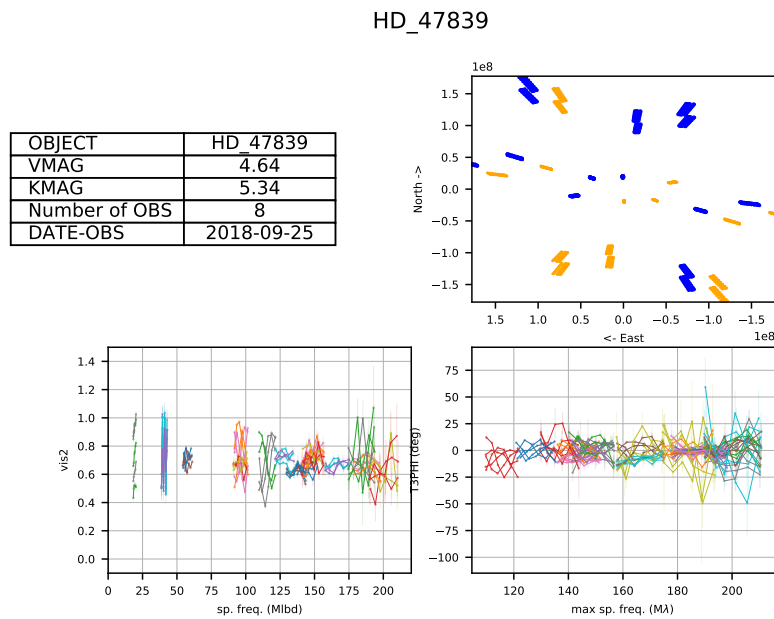 HD_47839
OBJECT HD_47839
VMAG 4.64
KMAG 5.34
Number of OBS 8
DATE-OBS 2018-09-25
1e8
1.5
1.0
0.5
0.0
−0.5
−1.0
−1.5
North ->
1.5 1.0 0.5 0.0 −0.5 −1.0 −1.5
<- East
1e8
1.4
1.2
1.0
0.8
0.6
0.4
0.2
0.0
vis2
0 25 50 75 100 125 150 175 200
sp. freq. (Mlbd)
75
50
25
0
−25
−50
−75
−100
T3PHI (deg)
120 140 160 180 200
max sp. freq. (Mλ)